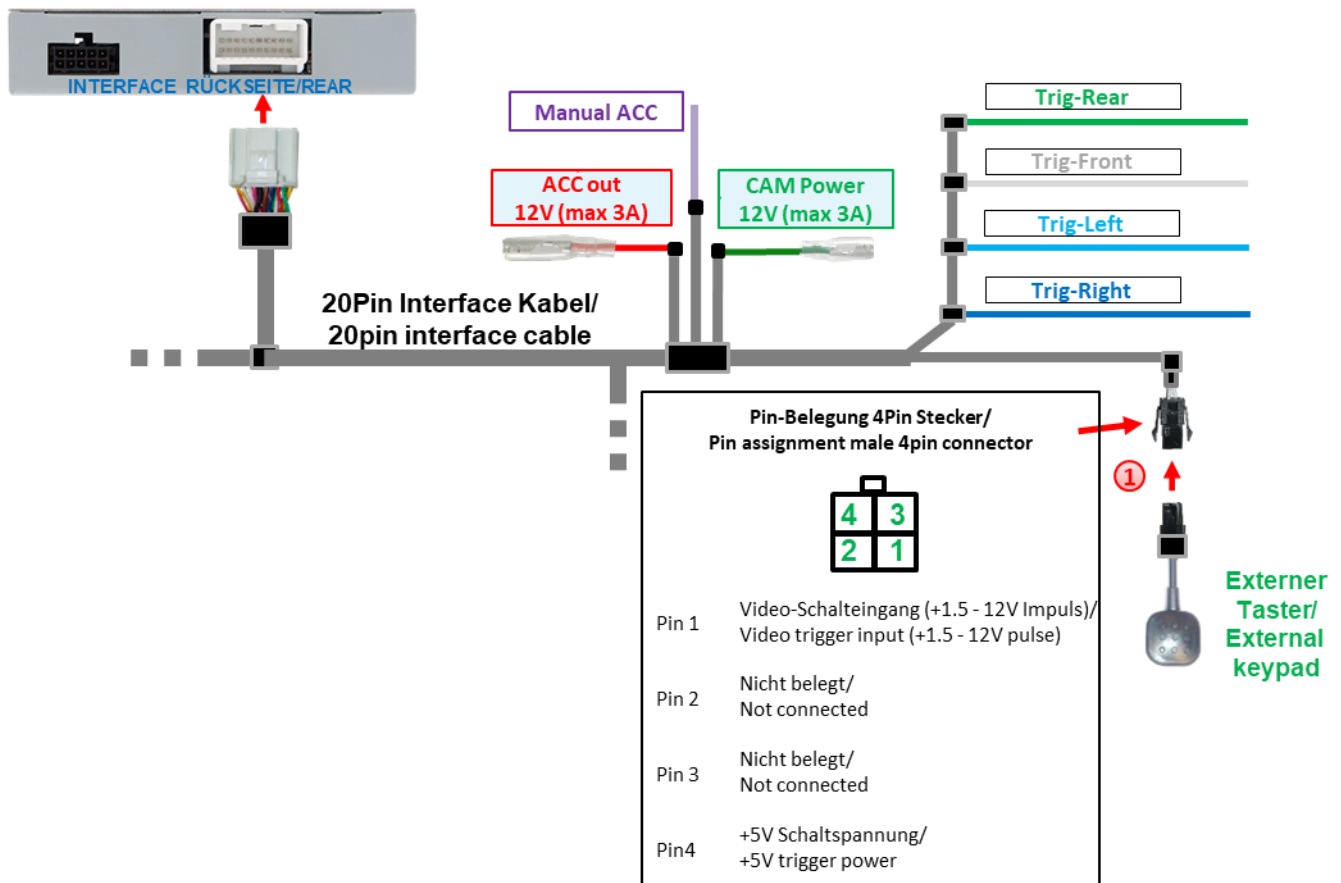 INTERFACE RÜCKSEITE/REAR
Manual ACC
ACC out
12V (max 3A)
CAM Power
12V (max 3A)
Trig-Rear
Trig-Front
Trig-Left
Trig-Right
20Pin Interface Kabel/
20pin interface cable
Pin-Belegung 4Pin Stecker/
Pin assignment male 4pin connector
4 3
2 1
1
Pin 1
Video-Schalteingang (+1.5 - 12V Impuls)/
Video trigger input (+1.5 - 12V pulse)
Pin 2
Nicht belegt/
Not connected
Pin 3
Nicht belegt/
Not connected
Pin4
+5V Schaltspannung/
+5V trigger power
Externer
Taster/
External
keypad